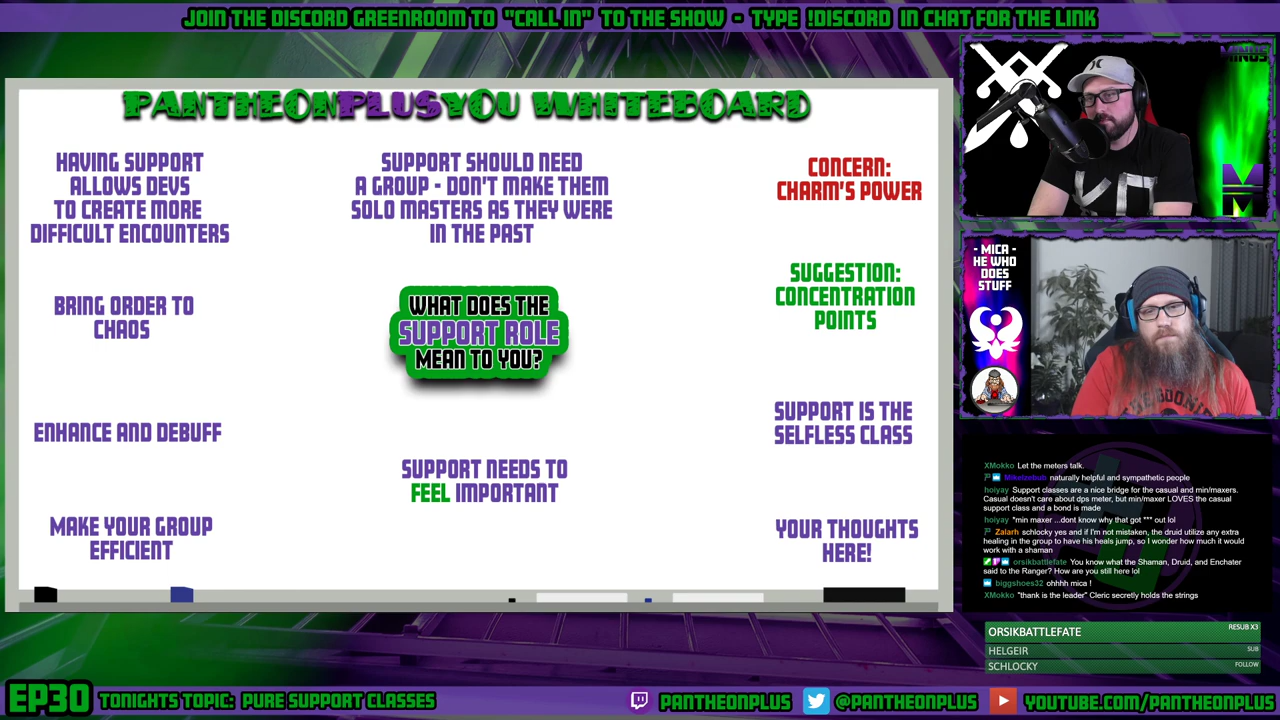 JOIN THE DISCORD GREENROOM TO "CALL IN" TO THE SHOW - TYPE !DISCORD IN CHAT FOR THE LINK
PANTHEONPLUSYOU WHITEBOARD
HAVING SUPPORT
ALLOWS DEVS
TO CREATE MORE
DIFFICULT ENCOUNTERS
SUPPORT SHOULD NEED
A GROUP - DON'T MAKE THEM
SOLO MASTERS AS THEY WERE
IN THE PAST
CONCERN:
CHARM'S POWER
SUGGESTION:
CONCENTRATION
POINTS
BRING ORDER TO
CHAOS
WHAT DOES THE
SUPPORT ROLE
MEAN TO YOU?
ENHANCE AND DEBUFF
SUPPORT IS THE
SELFLESS CLASS
SUPPORT NEEDS TO
FEEL IMPORTANT
MAKE YOUR GROUP
EFFICIENT
YOUR THOUGHTS
HERE!
MINUS
- MICA -
HE WHO
DOES
STUFF
XMokko Let the meters talk.
Mikelzebub naturally helpful and sympathetic people
hoiyay Support classes are a nice bridge for the casual and min/maxers.
Casual doesn't care about dps meter, but min/maxer LOVES the casual
support class and a bond is made
hoiyay *min maxer ...dont know why that got *** out lol
Zalarh schlocky yes and if I'm not mistaken, the druid utilize any extra
healing in the group to have his heals jump, so I wonder how much it would
work with a shaman
orsikbattlefate You know what the Shaman, Druid, and Enchater
said to the Ranger? How are you still here lol
biggshoes32 ohhhh mica !
XMokko "thank is the leader" Cleric secretly holds the strings
ORSIKBATTLEFATE RESUB X3
HELGEIR SUB
SCHLOCKY FOLLOW
EP30 TONIGHTS TOPIC: PURE SUPPORT CLASSES
PANTHEONPLUS @PANTHEONPLUS YOUTUBE.COM/PANTHEONPLUS